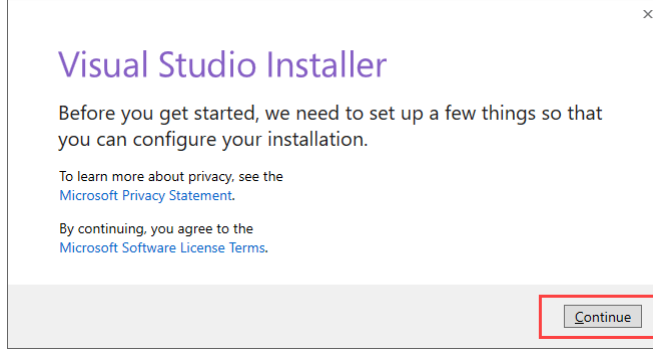 Visual Studio Installer
Before you get started, we need to set up a few things so that
you can configure your installation.
To learn more about privacy, see the
Microsoft Privacy Statement.
By continuing, you agree to the
Microsoft Software License Terms.
Continue